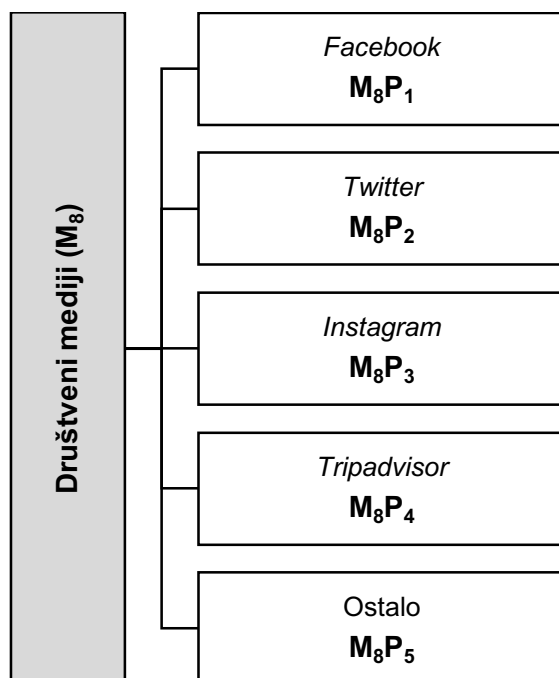 Društveni mediji (M₈)
Facebook
M₈P₁
Twitter
M₈P₂
Instagram
M₈P₃
Tripadvisor
M₈P₄
Ostalo
M₈P₅